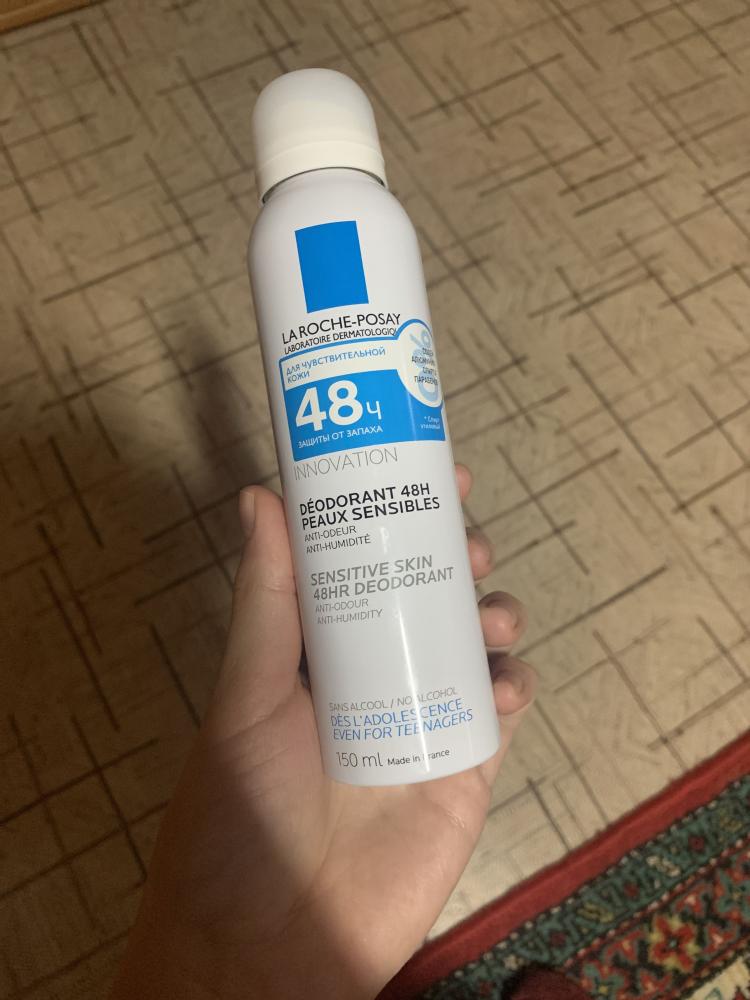 LA ROCHE-POSAY
LABORATOIRE DERMATOLOGIQUE
ДЛЯ ЧУВСТВИТЕЛЬНОЙ
КОЖИ
48ч
ЗАЩИТЫ ОТ ЗАПАХА
INNOVATION
DÉODORANT 48H
PEAUX SENSIBLES
ANTI-ODEUR
ANTI-HUMIDITÉ
SENSITIVE SKIN
48HR DEODORANT
ANTI-ODOUR
ANTI-HUMIDITY
SANS ALCOOL / NO ALCOHOL
DÈS L'ADOLESCENCE
EVEN FOR TEENAGERS
150 ml Made in France